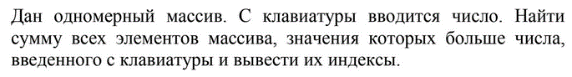 Дан одномерный массив. С клавиатуры вводится число. Найти
сумму всех элементов массива, значения которых больше числа,
введенного с клавиатуры и вывести их индексы.